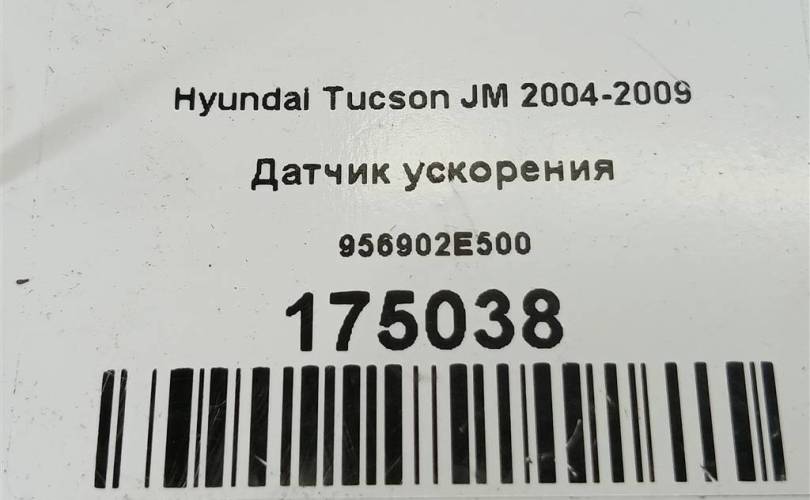 Hyundai Tucson JM 2004-2009
Датчик ускорения
956902E500
175038